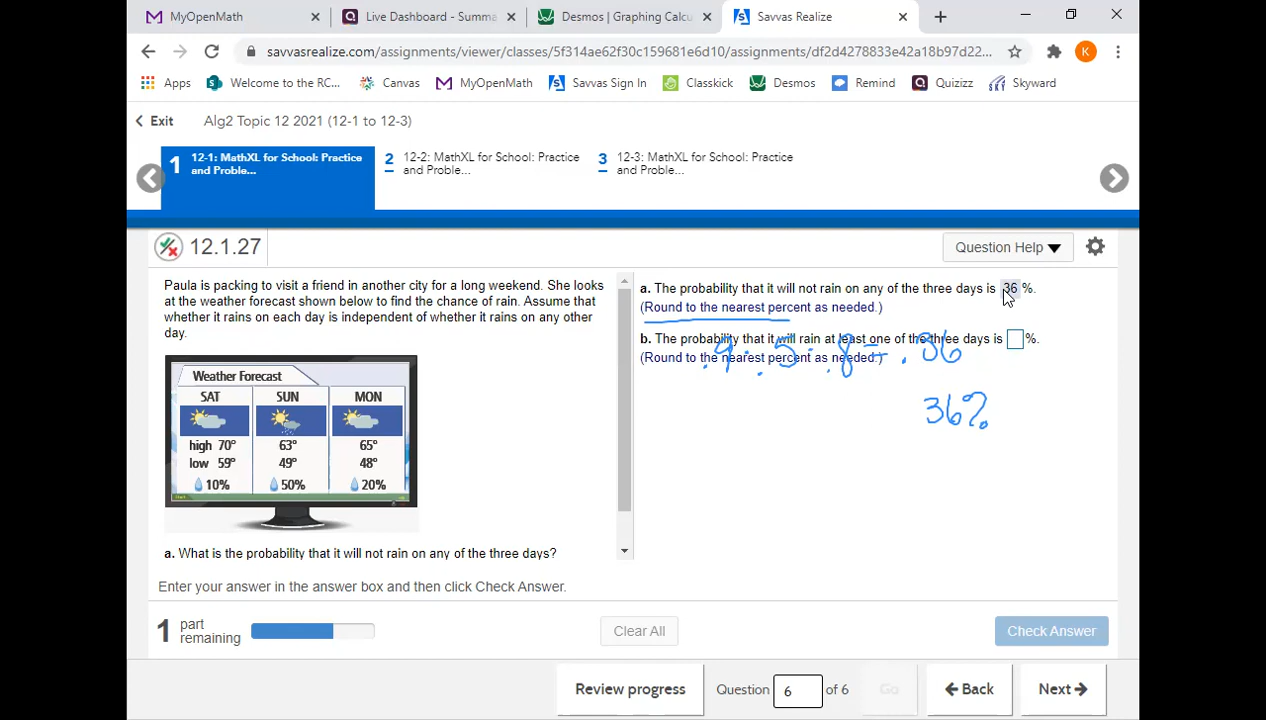 MyOpenMath
Live Dashboard - Summa
Desmos | Graphing Calcu
Savvas Realize
savvasrealize.com/assignments/viewer/classes/5f314ae62f30c159681e6d10/assignments/df2d4278833e42a18b97d22...
K
Apps
Welcome to the RC...
Canvas
MyOpenMath
Savvas Sign In
Classkick
Desmos
Remind
Quizizz
Skyward
Exit
Alg2 Topic 12 2021 (12-1 to 12-3)
1 12-1: MathXL for School: Practice
and Proble...
2 12-2: MathXL for School: Practice
and Proble...
3 12-3: MathXL for School: Practice
and Proble...
12.1.27
Question Help
Paula is packing to visit a friend in another city for a long weekend. She looks
at the weather forecast shown below to find the chance of rain. Assume that
whether it rains on each day is independent of whether it rains on any other
day.
Weather Forecast
SAT SUN MON
high 70° 63° 65°
low 59° 49° 48°
10% 50% 20%
a. What is the probability that it will not rain on any of the three days?
a. The probability that it will not rain on any of the three days is 36 %.
(Round to the nearest percent as needed.)
b. The probability that it will rain at least one of the three days is %.
(Round to the nearest percent as needed.)
.9 · .5 · .8 = .36
36%
Enter your answer in the answer box and then click Check Answer.
1 part
remaining
Clear All
Check Answer
Review progress
Question 6 of 6
Go
Back
Next